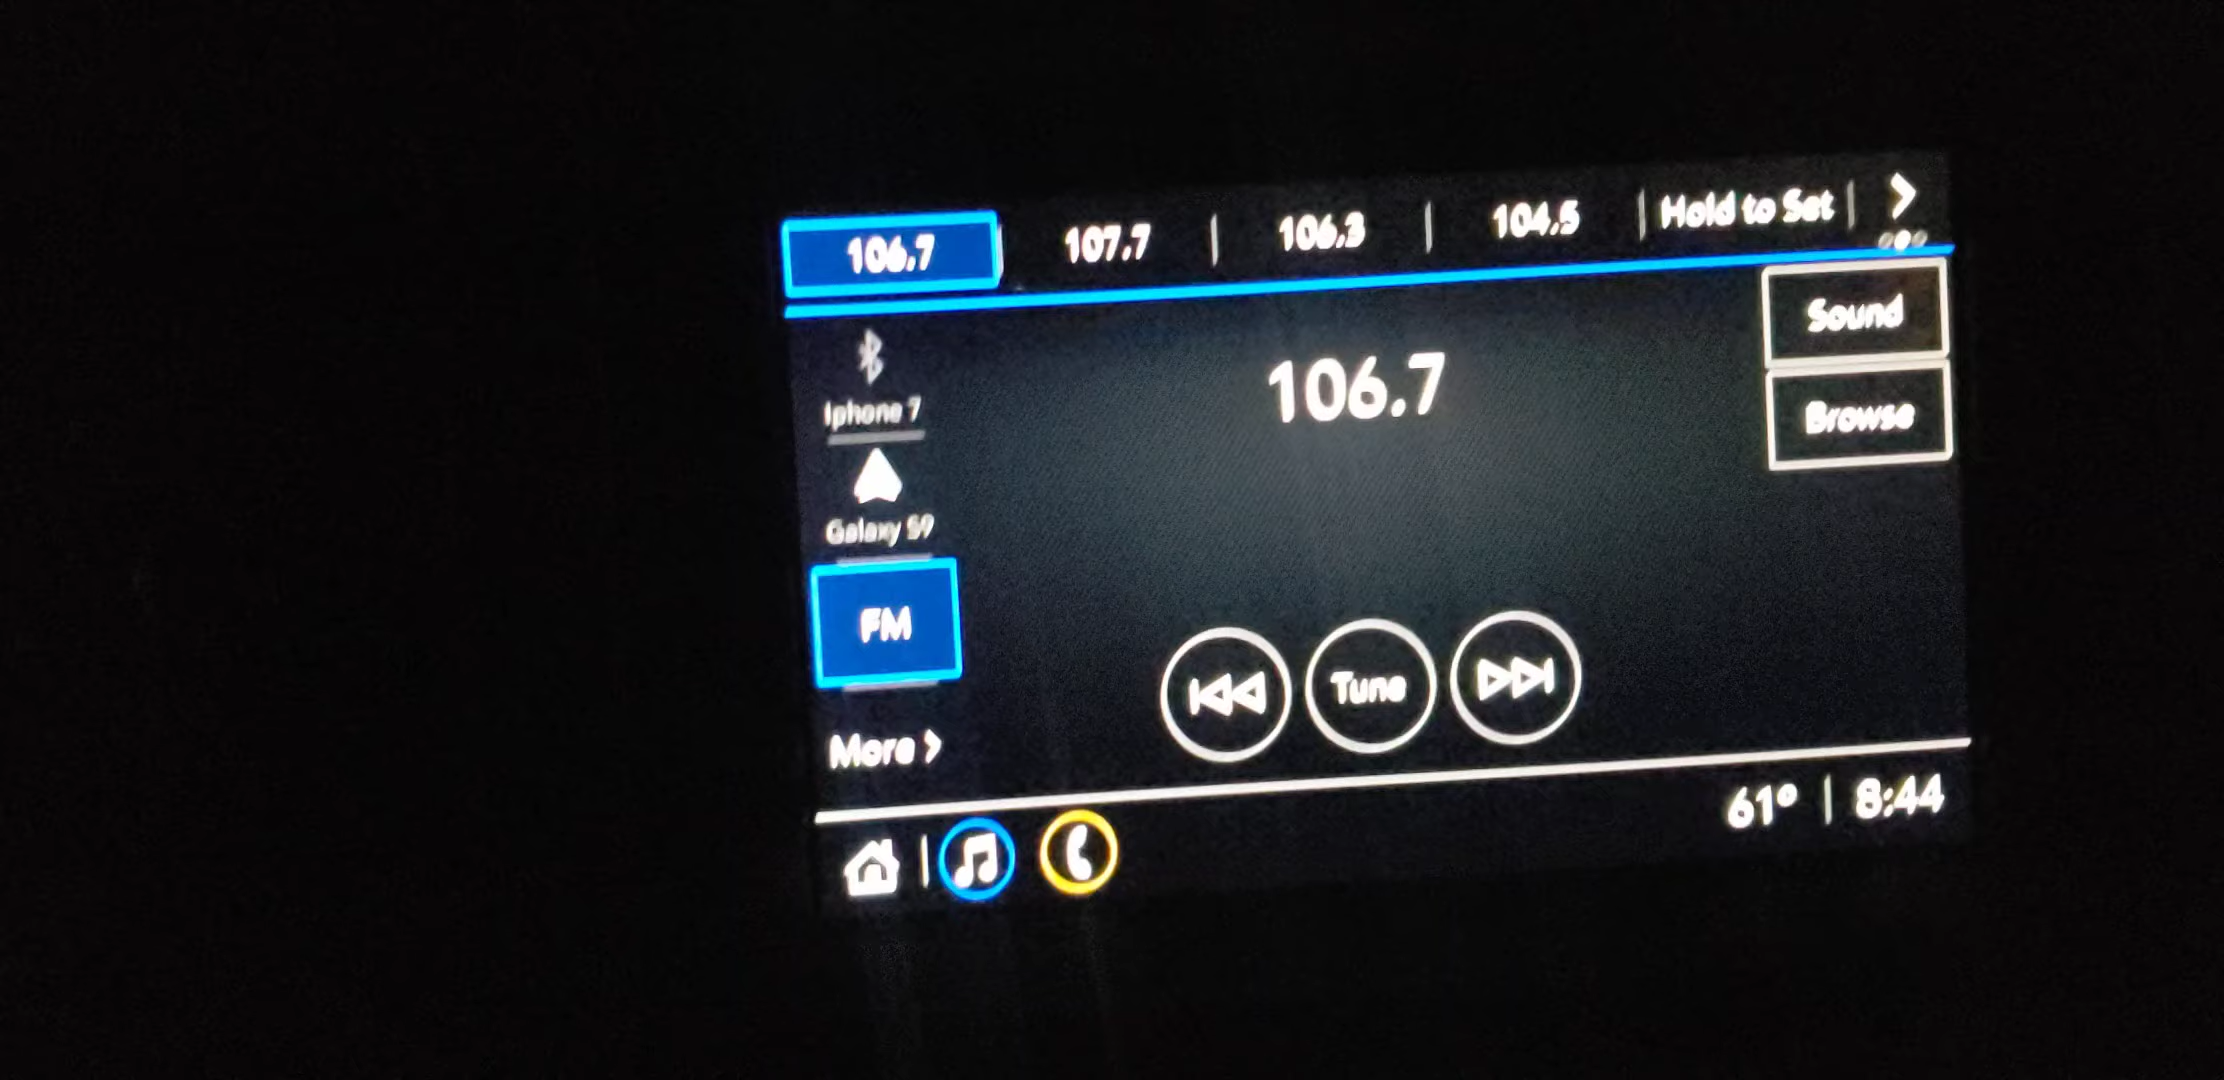 106.7 107.7 106.3 104.5 Hold to Set
Sound
Iphone 7
106.7
Browse
Galaxy S9
FM
Tune
More
61° 8:44